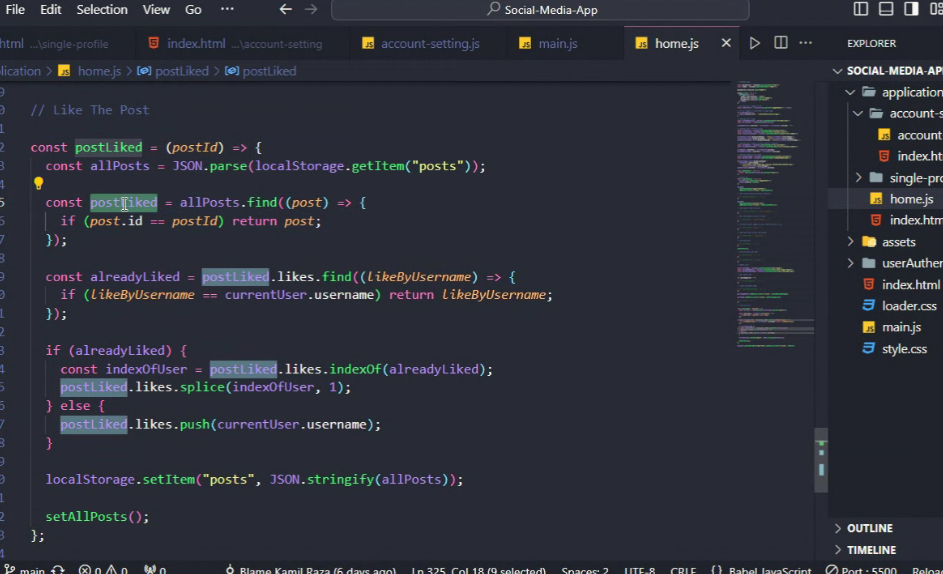 File Edit Selection View Go ··· ← → Social-Media-App
html ...\single-profile index.html ...\account-setting account-setting.js main.js home.js × ···
EXPLORER
lication > home.js > postLiked > postLiked
// Like The Post
const postLiked = (postId) => {
const allPosts = JSON.parse(localStorage.getItem("posts"));
const postLiked = allPosts.find((post) => {
if (post.id == postId) return post;
});
const alreadyLiked = postLiked.likes.find((likeByUsername) => {
if (likeByUsername == currentUser.username) return likeByUsername;
});
if (alreadyLiked) {
const indexOfUser = postLiked.likes.indexOf(alreadyLiked);
postLiked.likes.splice(indexOfUser, 1);
} else {
postLiked.likes.push(currentUser.username);
}
localStorage.setItem("posts", JSON.stringify(allPosts));
setAllPosts();
};
SOCIAL-MEDIA-APP
application
account-s
account
index.ht
single-pro
home.js
index.htm
assets
userAuther
index.html
loader.css
main.js
style.css
OUTLINE
TIMELINE
main 0 0 0 Blame Kamil Raza (6 days ago) Ln 325, Col 18 (9 selected) Spaces: 2 UTF-8 CRLF {} Babel JavaScript Port : 5500 Reloa